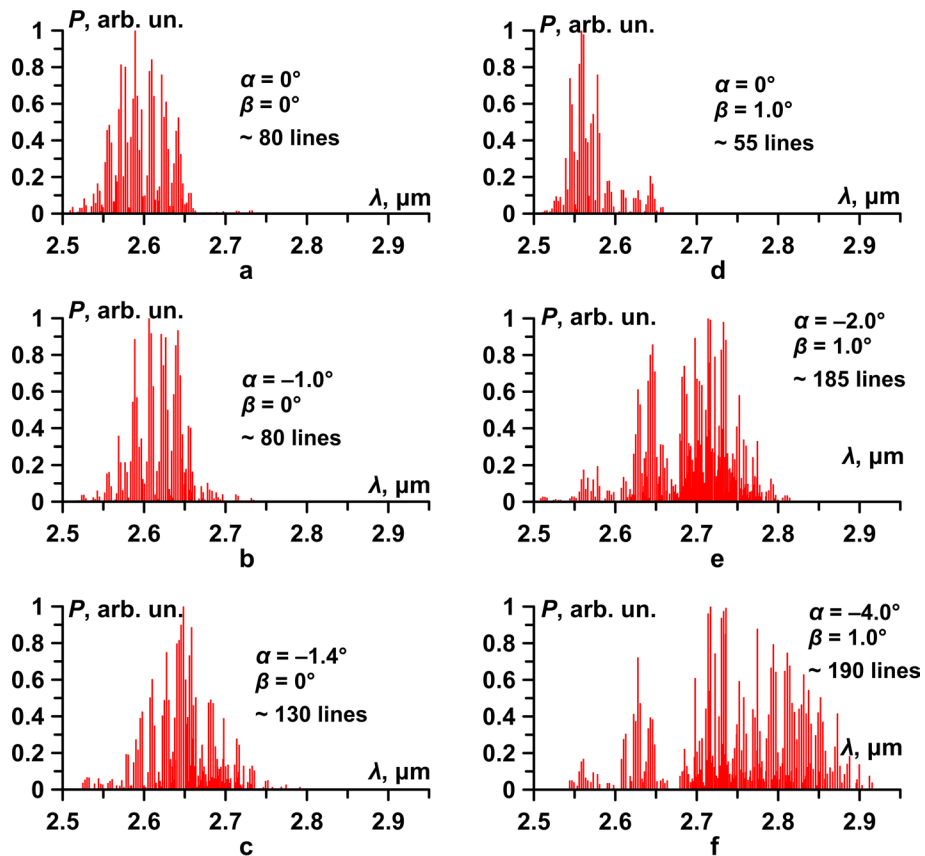 P, arb. un.
1
0.8
0.6
0.4
0.2
0
α = 0°
β = 0°
~ 80 lines
λ, μm
2.5 2.6 2.7 2.8 2.9
a
P, arb. un.
1
0.8
0.6
0.4
0.2
0
α = 0°
β = 1.0°
~ 55 lines
λ, μm
2.5 2.6 2.7 2.8 2.9
d
P, arb. un.
1
0.8
0.6
0.4
0.2
0
α = –1.0°
β = 0°
~ 80 lines
λ, μm
2.5 2.6 2.7 2.8 2.9
b
P, arb. un.
1
0.8
0.6
0.4
0.2
0
α = –2.0°
β = 1.0°
~ 185 lines
λ, μm
2.5 2.6 2.7 2.8 2.9
e
P, arb. un.
1
0.8
0.6
0.4
0.2
0
α = –1.4°
β = 0°
~ 130 lines
λ, μm
2.5 2.6 2.7 2.8 2.9
c
P, arb. un.
1
0.8
0.6
0.4
0.2
0
α = –4.0°
β = 1.0°
~ 190 lines
λ, μm
2.5 2.6 2.7 2.8 2.9
f